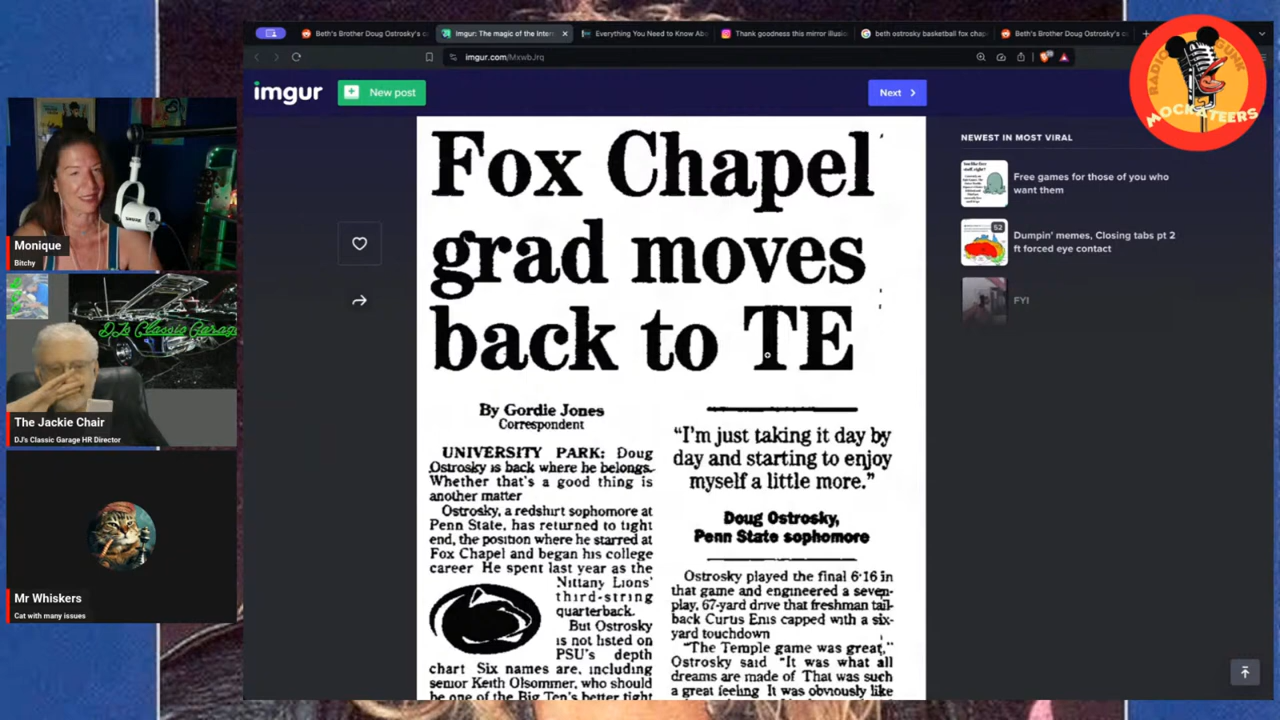 Beth's Brother Doug Ostrosky's c
Imgur: The magic of the Inter
Everything You Need to Know Abo
Thank goodness this mirror illusi
beth ostrosky basketball fox chap
Beth's Brother Doug Ostrosky's c
imgur.com/MxwbJrq
imgur
New post
Next
RADIO GUNK
MOCKATEERS
NEWEST IN MOST VIRAL
Free games for those of you who
want them
52
Dumpin' memes, Closing tabs pt 2
ft forced eye contact
FYI
Fox Chapel
grad moves
back to TE
By Gordie Jones
Correspondent
UNIVERSITY PARK: Doug
Ostrosky is back where he belongs.
Whether that's a good thing is
another matter
Ostrosky, a redshirt sophomore at
Penn State, has returned to tight
end, the position where he starred at
Fox Chapel and began his college
career He spent last year as the
Nittany Lions'
third-string
quarterback.
But Ostrosky
is not listed on
PSU's depth
chart Six names are, including
senior Keith Olsommer, who should
be one of the Big Ten's better tight
"I'm just taking it day by
day and starting to enjoy
myself a little more."
Doug Ostrosky,
Penn State sophomore
Ostrosky played the final 6·16 in
that game and engineered a seven-
play, 67-yard drive that freshman tail-
back Curtis Enis capped with a six-
yard touchdown
"The Temple game was great,"
Ostrosky said "It was what all
dreams are made of That was such
a great feeling It was obviously like
Monique
Bitchy
DJ's Classic Garage
The Jackie Chair
DJ's Classic Garage HR Director
Mr Whiskers
Cat with many issues